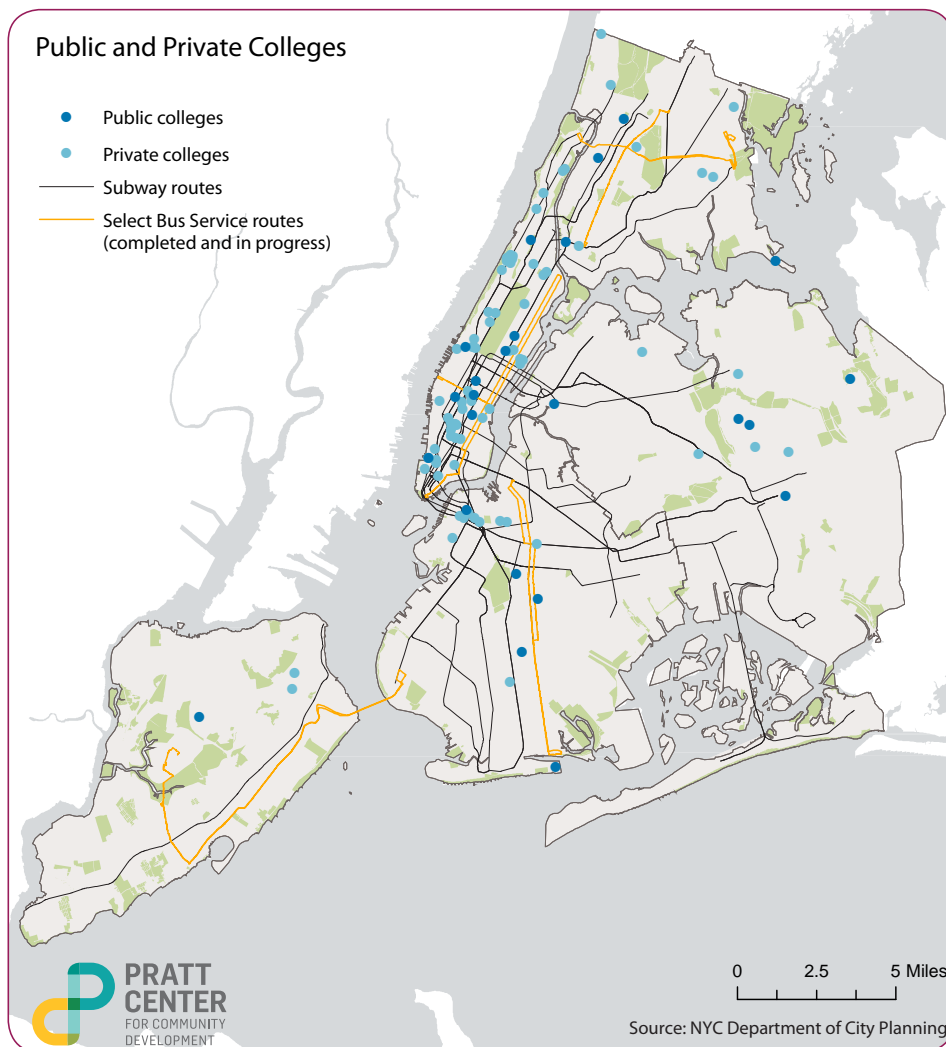 Public and Private Colleges
Public colleges
Private colleges
Subway routes
Select Bus Service routes
(completed and in progress)
PRATT
CENTER
FOR COMMUNITY
DEVELOPMENT
0 2.5 5 Miles
Source: NYC Department of City Planning